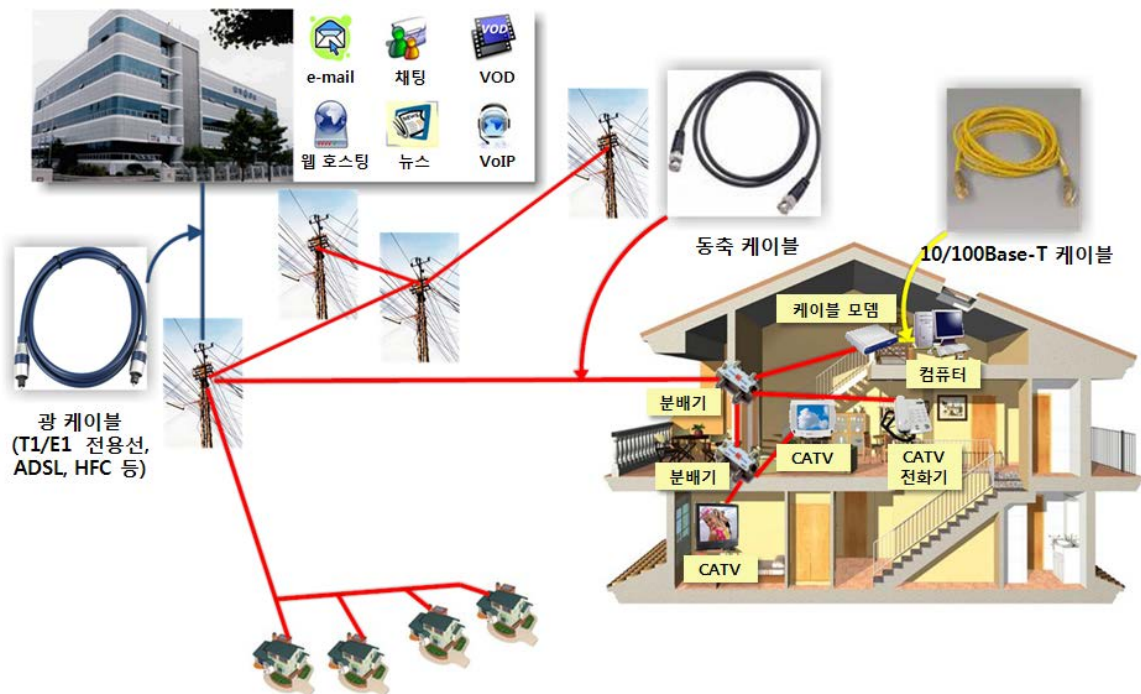 e-mail
채팅
VOD
VOD
웹 호스팅
뉴스
VoIP
NEWS
동축 케이블
10/100Base-T 케이블
광 케이블
(T1/E1 전용선,
ADSL, HFC 등)
케이블 모뎀
컴퓨터
분배기
CATV
CATV
전화기
분배기
CATV